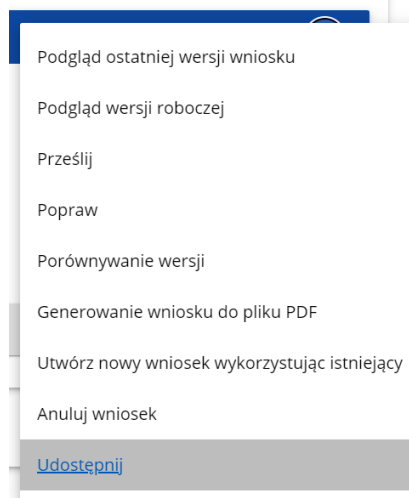 Podgląd ostatniej wersji wniosku
Podgląd wersji roboczej
Prześlij
Popraw
Porównywanie wersji
Generowanie wniosku do pliku PDF
Utwórz nowy wniosek wykorzystując istniejący
Anuluj wniosek
Udostępnij